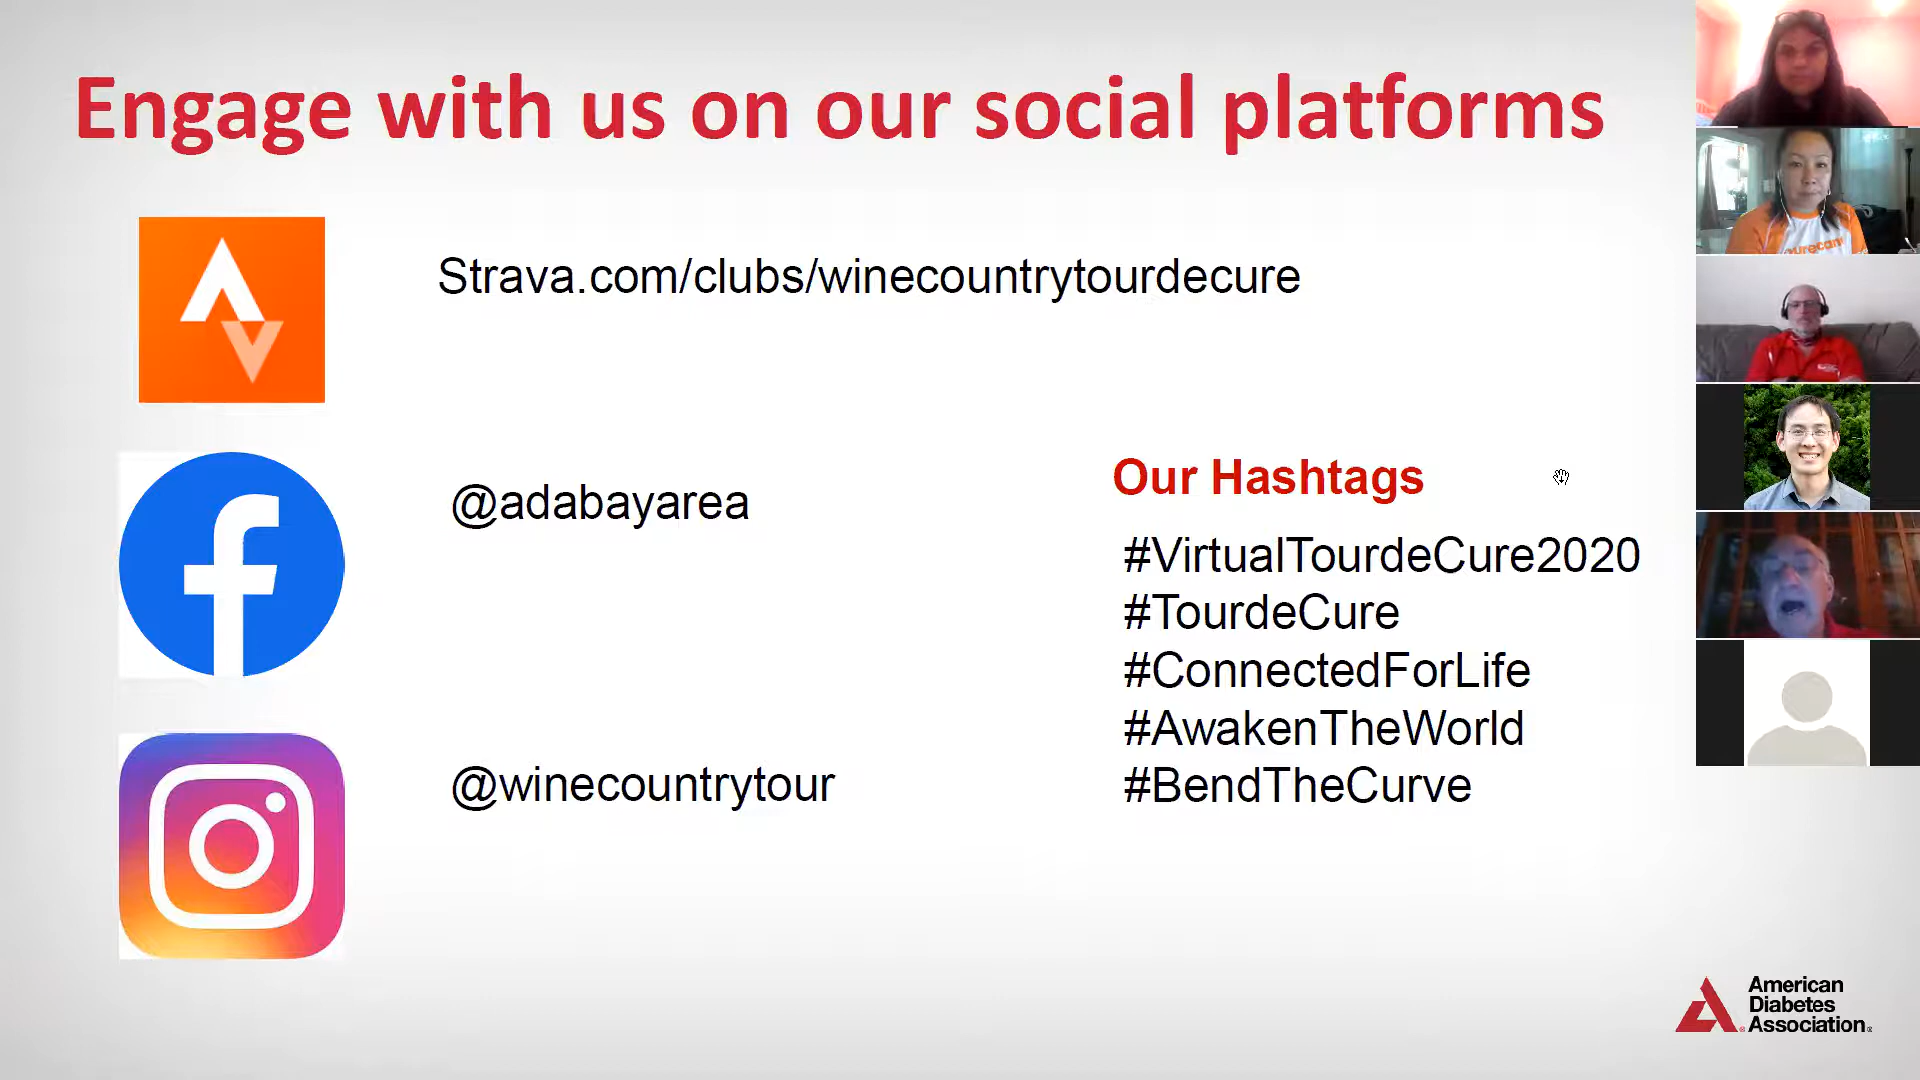 Engage with us on our social platforms
Strava.com/clubs/winecountrytourdecure
@adabayarea
@winecountrytour
Our Hashtags
#VirtualTourdeCure2020
#TourdeCure
#ConnectedForLife
#AwakenTheWorld
#BendTheCurve
American
Diabetes
Association®